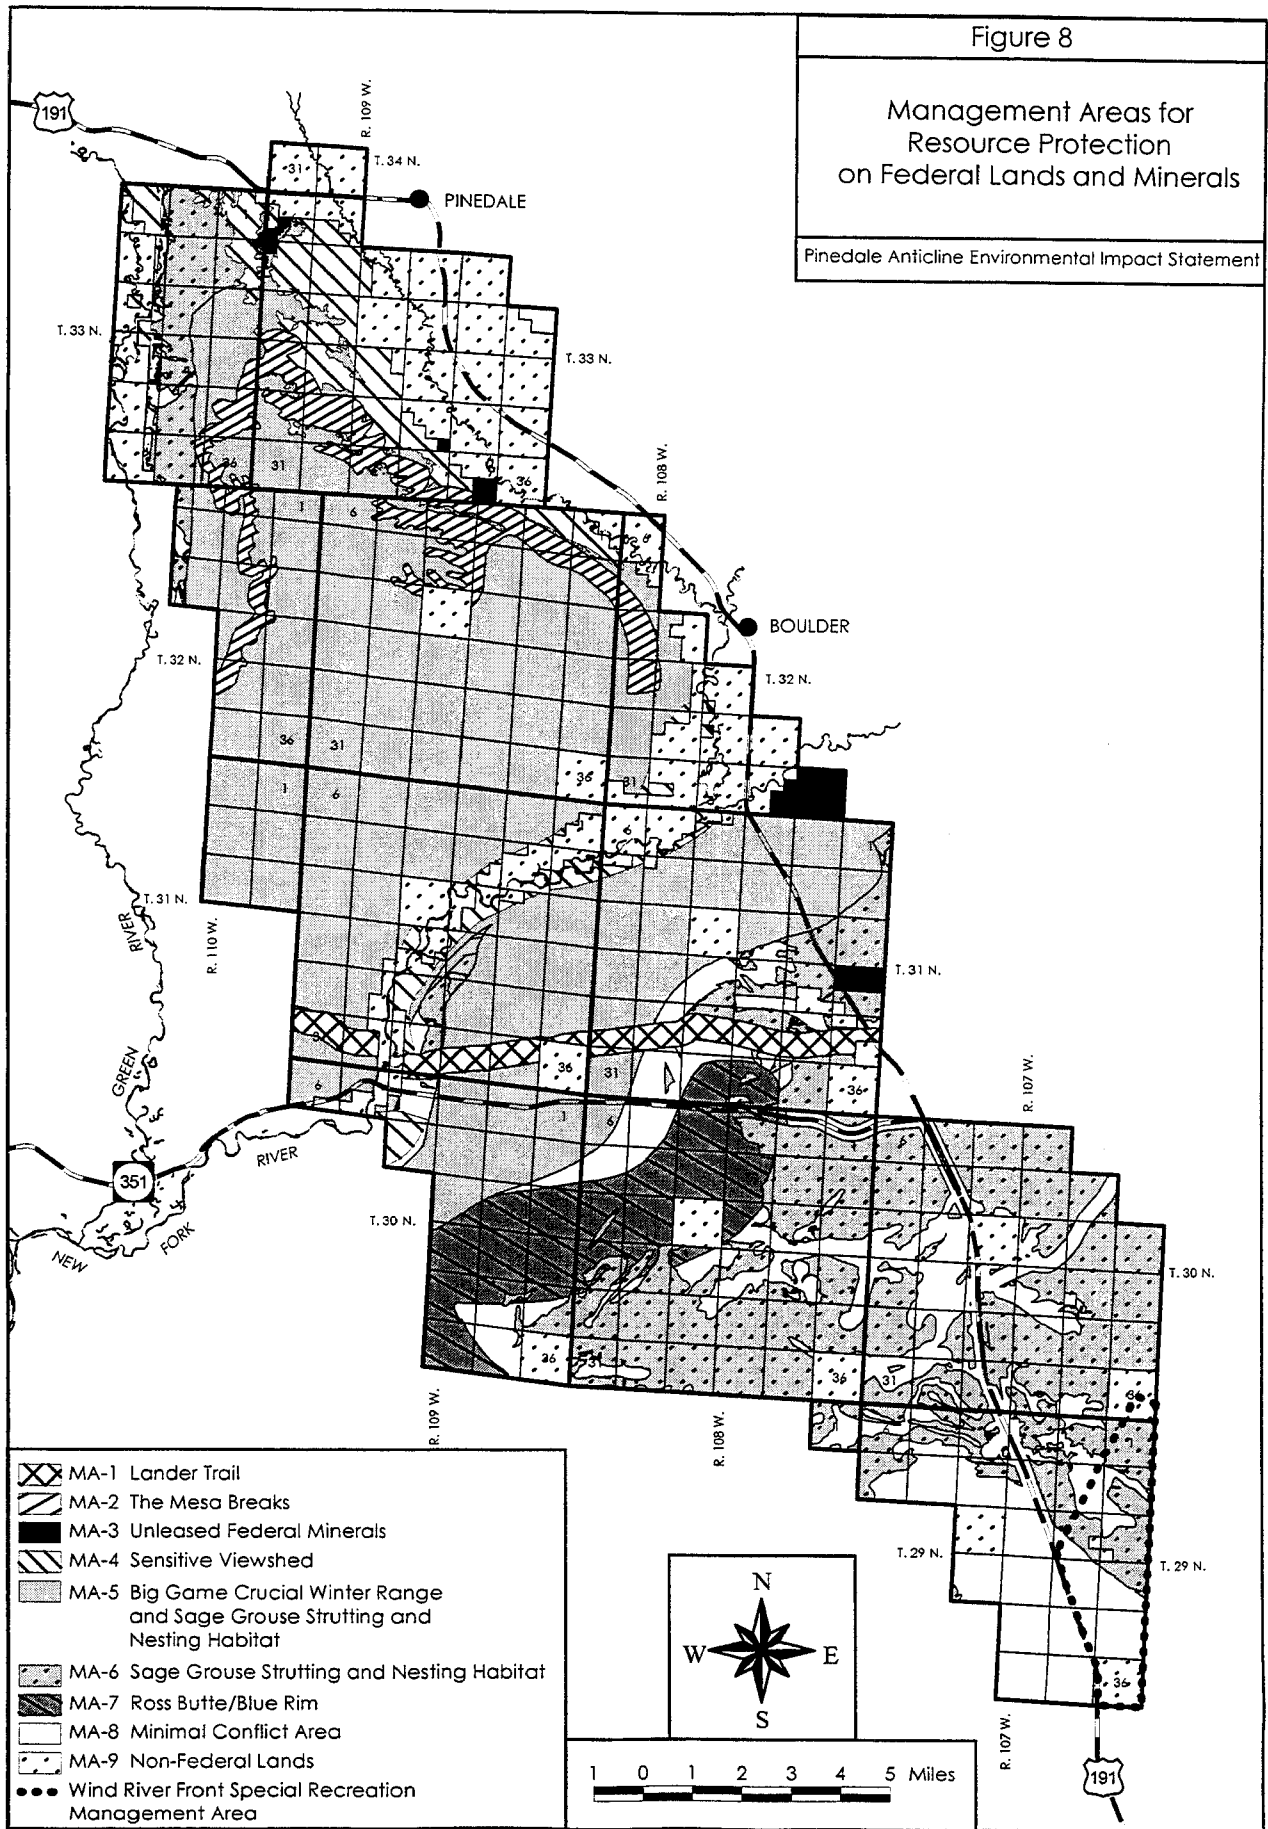 Figure 8
Management Areas for
Resource Protection
on Federal Lands and Minerals
Pinedale Anticline Environmental Impact Statement
191
R. 109 W.
T. 34 N.
31
PINEDALE
T. 33 N.
T. 33 N.
36
31
36
R. 108 W.
1
6
6
BOULDER
T. 32 N.
T. 32 N.
36
31
36
31
1
6
6
1
T. 31 N.
RIVER
R. 110 W.
T. 31 N.
36
31
36
R. 107 W.
GREEN
6
1
6
6
RIVER
351
T. 30 N.
FORK
NEW
T. 30 N.
36
31
36
31
36
R. 109 W.
R. 108 W.
T. 29 N.
T. 29 N.
36
R. 107 W.
191
MA-1 Lander Trail
MA-2 The Mesa Breaks
MA-3 Unleased Federal Minerals
MA-4 Sensitive Viewshed
MA-5 Big Game Crucial Winter Range
and Sage Grouse Strutting and
Nesting Habitat
MA-6 Sage Grouse Strutting and Nesting Habitat
MA-7 Ross Butte/Blue Rim
MA-8 Minimal Conflict Area
MA-9 Non-Federal Lands
Wind River Front Special Recreation
Management Area
N
W E
S
1 0 1 2 3 4 5 Miles